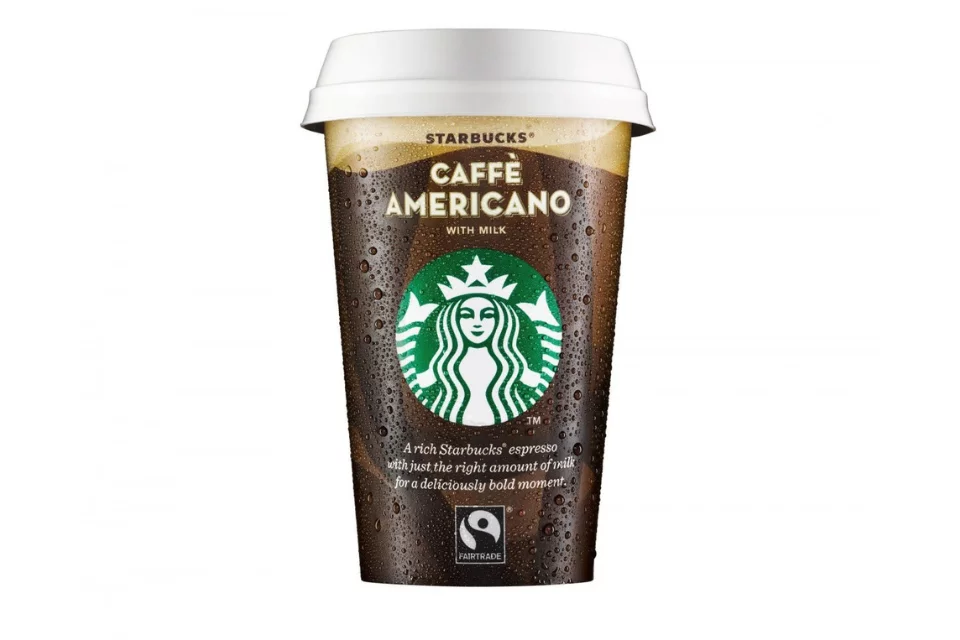 STARBUCKS®
CAFFÈ
AMERICANO
WITH MILK
TM
A rich Starbucks® espresso
with just the right amount of milk
for a deliciously bold moment.
®
FAIRTRADE